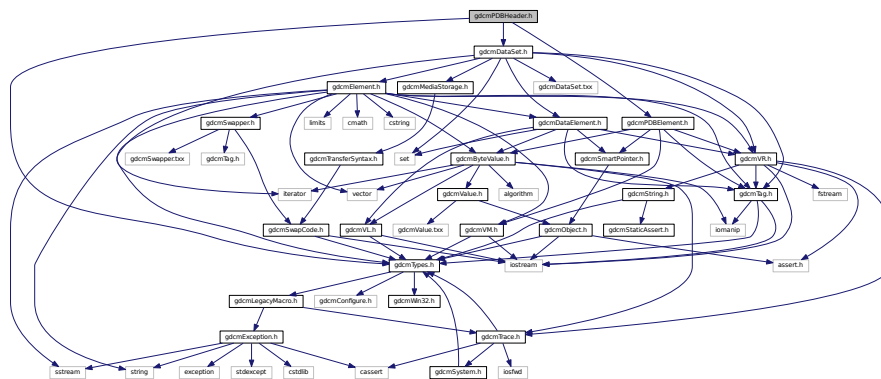 gdcmPDBHeader.h
gdcmDataSet.h
gdcmElement.h
gdcmMediaStorage.h
gdcmDataSet.txx
gdcmSwapper.h
limits
cmath
cstring
gdcmDataElement.h
gdcmPDBElement.h
gdcmSwapper.txx
gdcmTag.h
gdcmTransferSyntax.h
set
gdcmByteValue.h
gdcmSmartPointer.h
gdcmVR.h
iterator
vector
gdcmValue.h
algorithm
gdcmString.h
gdcmTag.h
fstream
gdcmSwapCode.h
gdcmVL.h
gdcmValue.txx
gdcmVM.h
gdcmObject.h
gdcmStaticAssert.h
iomanip
gdcmTypes.h
iostream
assert.h
gdcmLegacyMacro.h
gdcmConfigure.h
gdcmWin32.h
gdcmException.h
gdcmTrace.h
sstream
string
exception
stdexcept
cstdlib
cassert
gdcmSystem.h
iosfwd